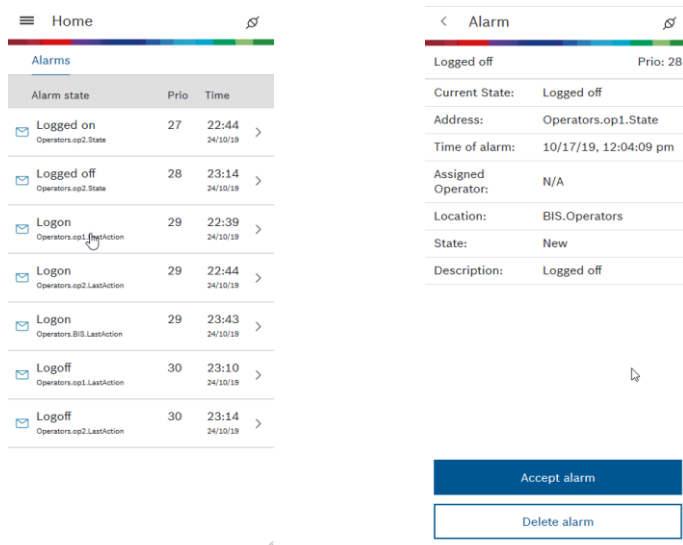 Home
Alarms
Alarm state Prio Time
Logged on 27 22:44
Operators.op2.State 24/10/19
Logged off 28 23:14
Operators.op2.State 24/10/19
Logon 29 22:39
Operators.op1.LastAction 24/10/19
Logon 29 22:44
Operators.op2.LastAction 24/10/19
Logon 29 23:43
Operators.BIS.LastAction 24/10/19
Logoff 30 23:10
Operators.op1.LastAction 24/10/19
Logoff 30 23:14
Operators.op2.LastAction 24/10/19
Alarm
Logged off Prio: 28
Current State: Logged off
Address: Operators.op1.State
Time of alarm: 10/17/19, 12:04:09 pm
Assigned
Operator: N/A
Location: BIS.Operators
State: New
Description: Logged off
Accept alarm
Delete alarm